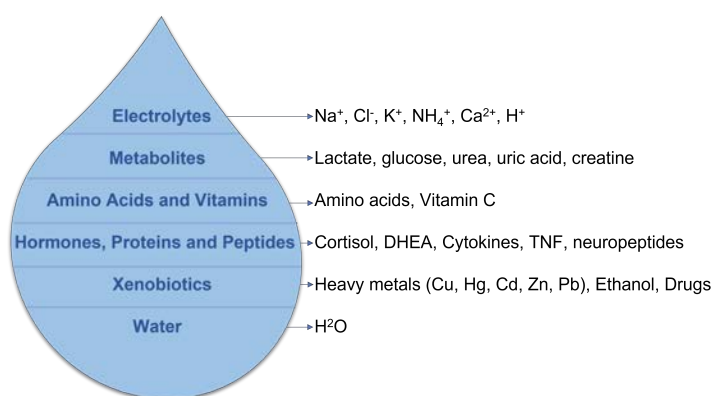 Electrolytes Na⁺, Cl⁻, K⁺, NH₄⁺, Ca²⁺, H⁺
Metabolites Lactate, glucose, urea, uric acid, creatine
Amino Acids and Vitamins Amino acids, Vitamin C
Hormones, Proteins and Peptides Cortisol, DHEA, Cytokines, TNF, neuropeptides
Xenobiotics Heavy metals (Cu, Hg, Cd, Zn, Pb), Ethanol, Drugs
Water H²O